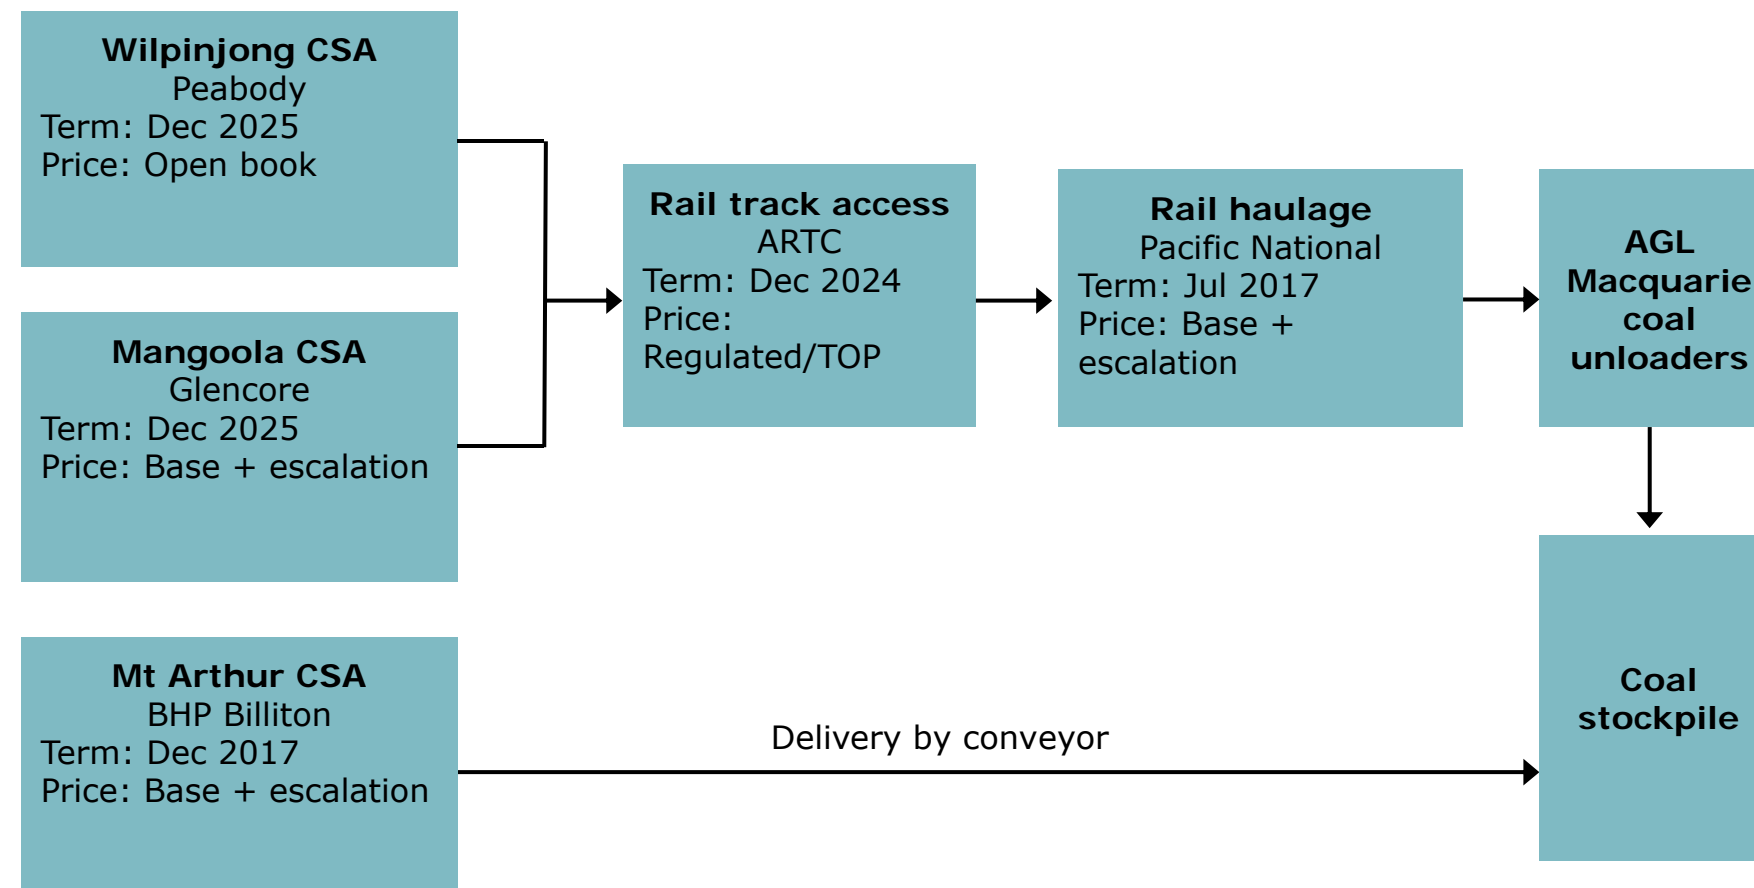 Wilpinjong CSA
Peabody
Term: Dec 2025
Price: Open book
Mangoola CSA
Glencore
Term: Dec 2025
Price: Base + escalation
Mt Arthur CSA
BHP Billiton
Term: Dec 2017
Price: Base + escalation
Rail track access
ARTC
Term: Dec 2024
Price:
Regulated/TOP
Rail haulage
Pacific National
Term: Jul 2017
Price: Base +
escalation
AGL
Macquarie
coal
unloaders
Delivery by conveyor
Coal
stockpile